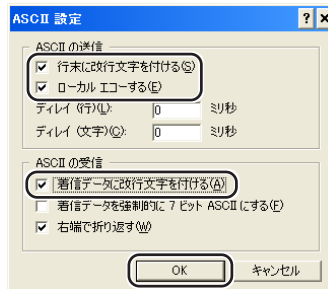 ASCII 設定
ASCII の送信
行末に改行文字を付ける(S)
ローカル エコーする(E)
ディレイ (行)(L): 0 ミリ秒
ディレイ (文字)(C): 0 ミリ秒
ASCII の受信
着信データに改行文字を付ける(A)
着信データを強制的に 7 ビット ASCII にする(F)
右端で折り返す(W)
OK キャンセル